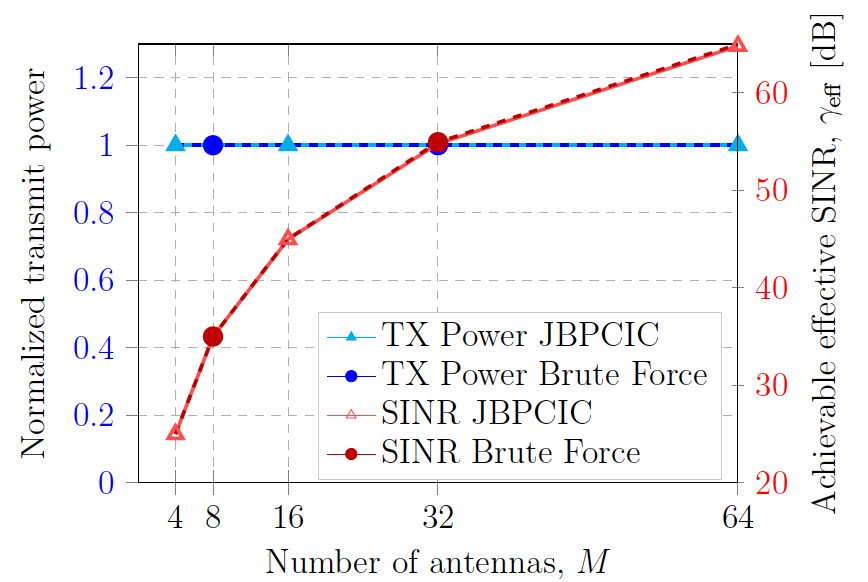 Normalized transmit power
1.2
1
0.8
0.6
0.4
0.2
0
60
50
40
30
20
Achievable effective SINR, γeff [dB]
TX Power JBPCIC
TX Power Brute Force
SINR JBPCIC
SINR Brute Force
4 8 16 32 64
Number of antennas, M